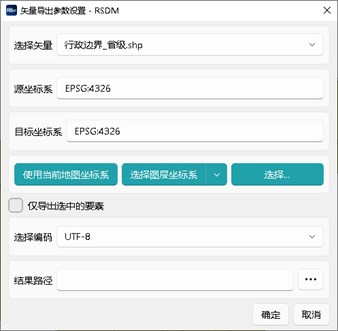 矢量导出参数设置 - RSDM
选择矢量 行政边界_省级.shp
源坐标系 EPSG:4326
目标坐标系 EPSG:4326
使用当前地图坐标系 选择图层坐标系 选择...
仅导出选中的要素
选择编码 UTF-8
结果路径 ...
确定 取消